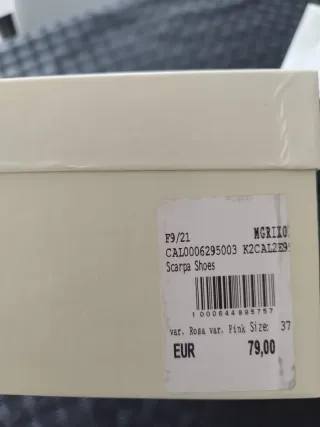 F9/21
CAL0006295003
Scarpa Shoes
1000644895757
var. Rosa var. Pink Size: 37
EUR 79,00